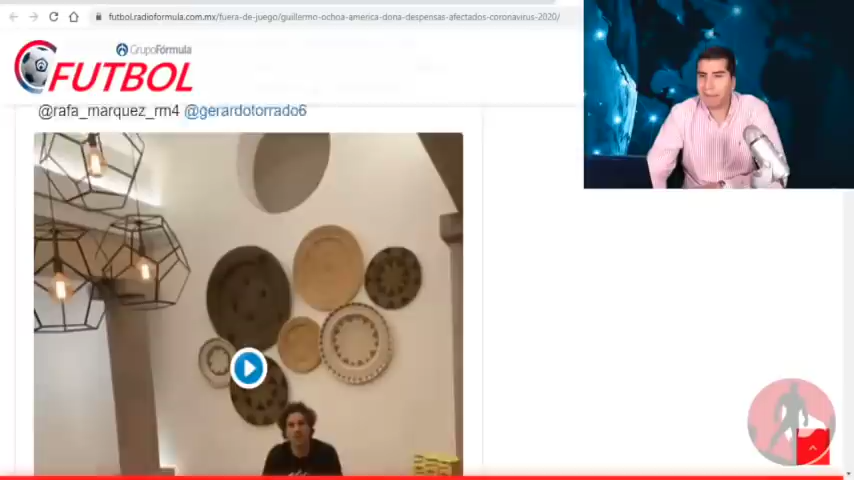 futbol.radioformula.com.mx/fuera-de-juego/guillermo-ochoa-america-dona-despensas-afectados-coronavirus-2020/
GrupoFórmula
FUTBOL
@rafa_marquez_rm4 @gerardotorrado6